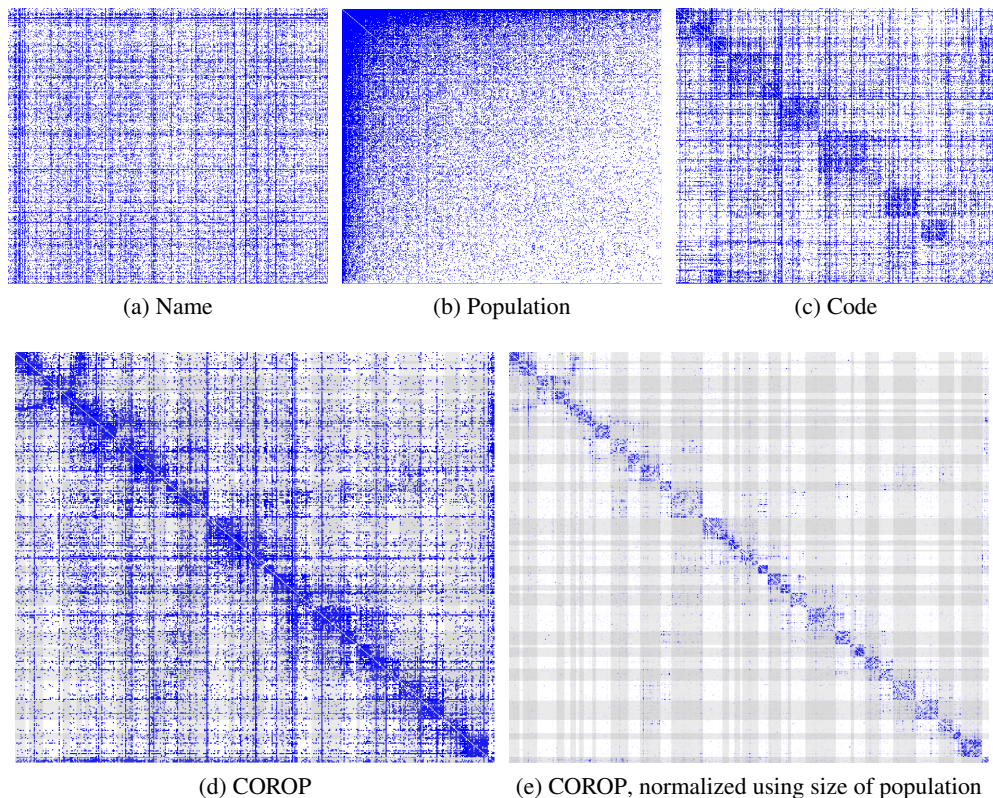 (a) Name
(b) Population
(c) Code
(d) COROP
(e) COROP, normalized using size of population